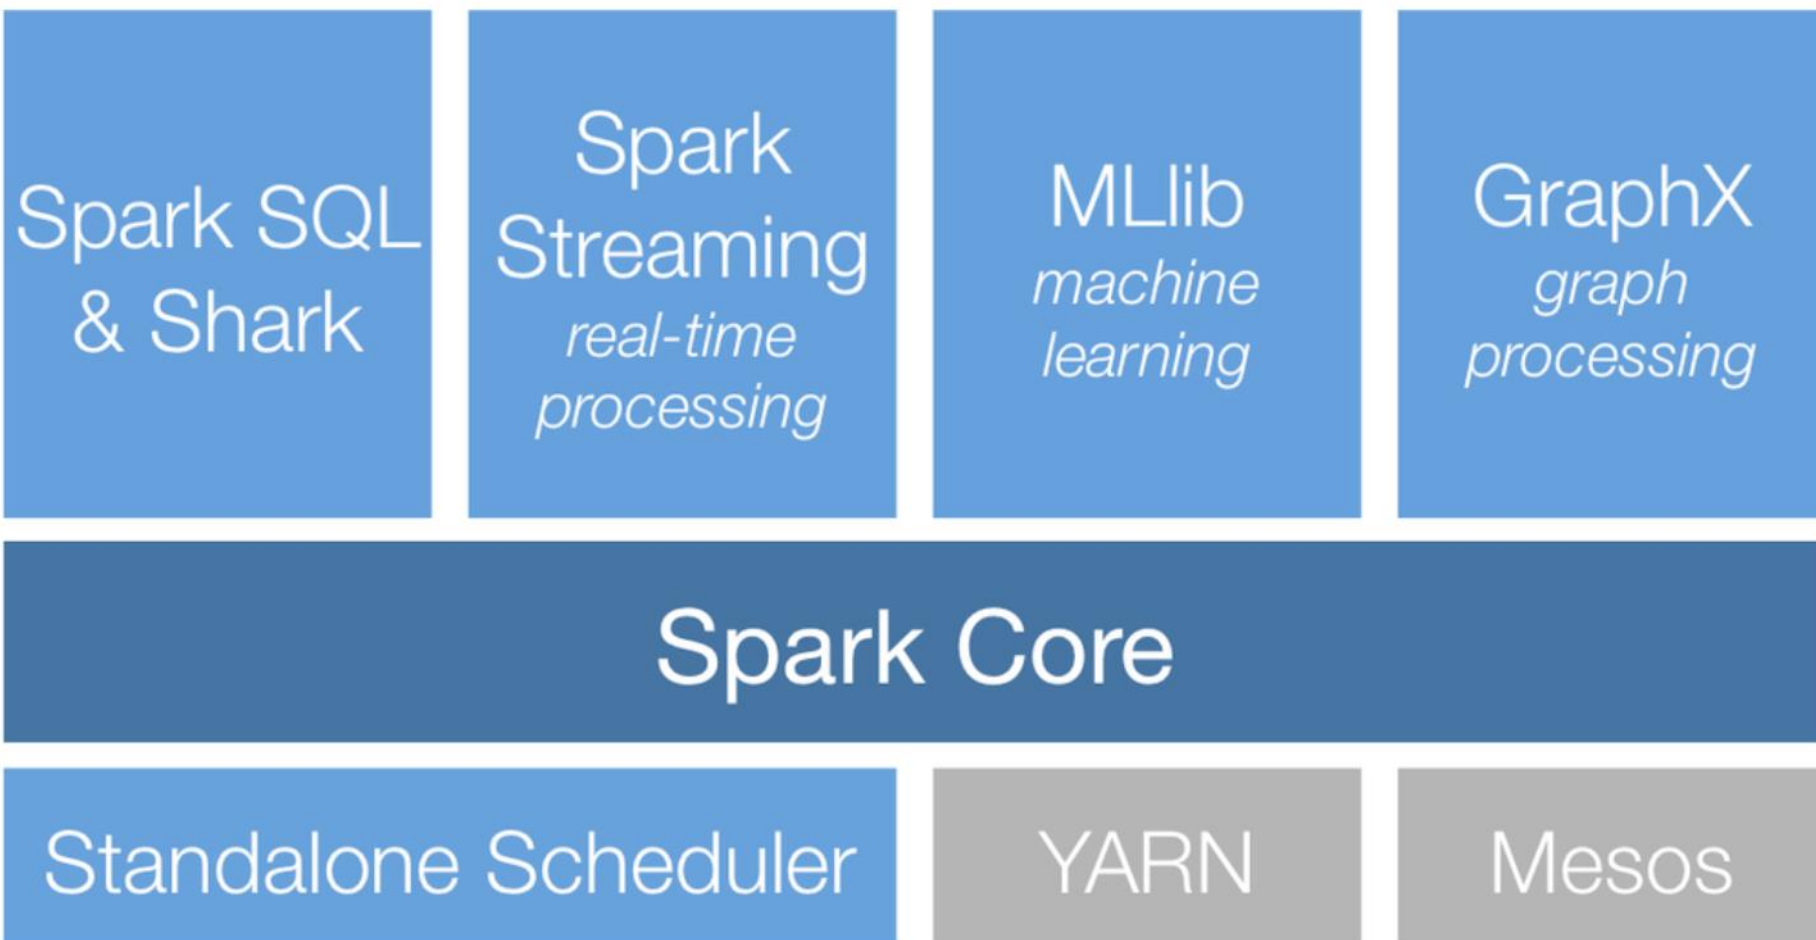 Spark SQL
& Shark
Spark
Streaming
real-time
processing
MLlib
machine
learning
GraphX
graph
processing
Spark Core
Standalone Scheduler
YARN
Mesos